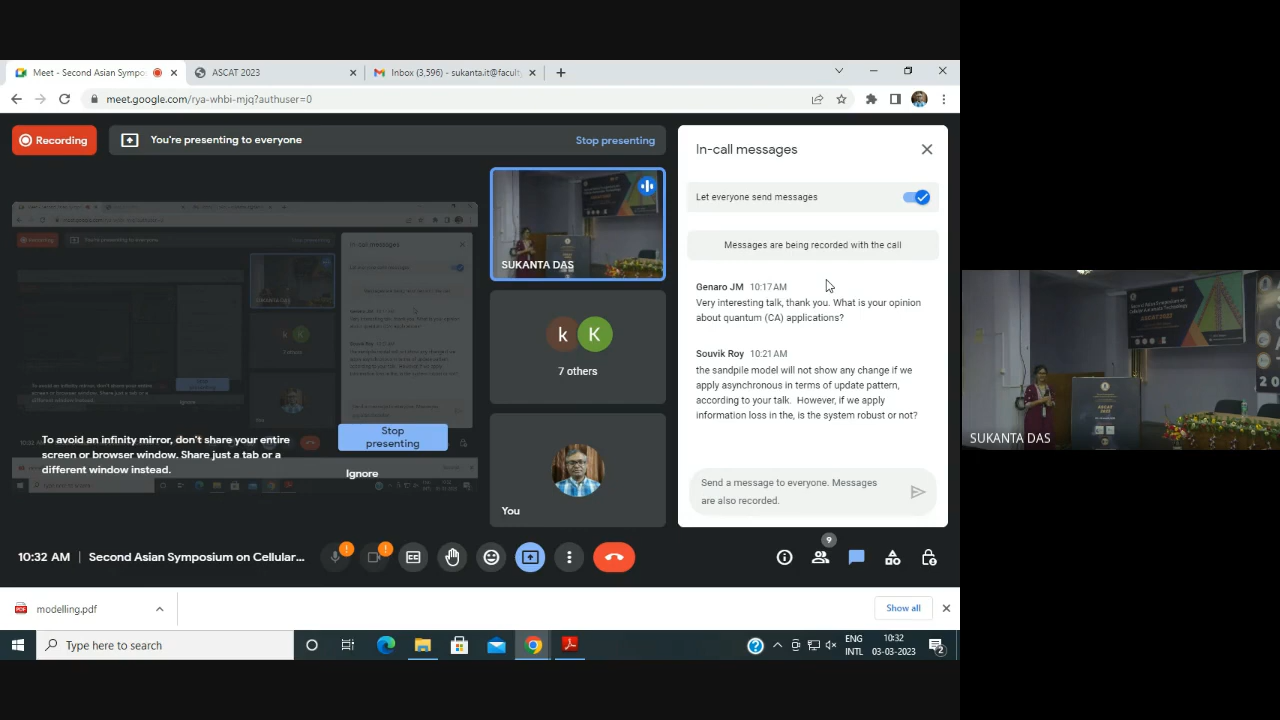 Meet - Second Asian Sympo
ASCAT 2023
Inbox (3,596) - sukanta.it@facult
meet.google.com/rya-whbi-mjq?authuser=0
Recording
You're presenting to everyone
Stop presenting
In-call messages
Let everyone send messages
Messages are being recorded with the call
Genaro JM 10:17 AM
Very interesting talk, thank you. What is your opinion
about quantum (CA) applications?
Souvik Roy 10:21 AM
the sandpile model will not show any change if we
apply asynchronous in terms of update pattern,
according to your talk. However, if we apply
information loss in the, is the system robust or not?
Send a message to everyone. Messages
are also recorded.
SUKANTA DAS
k K
7 others
You
To avoid an infinity mirror, don't share your entire
screen or browser window. Share just a tab or a
different window instead.
Stop
presenting
Ignore
10:32 AM | Second Asian Symposium on Cellular...
9
modelling.pdf
Show all
Type here to search
ENG
INTL
10:32
03-03-2023
2
SUKANTA DAS